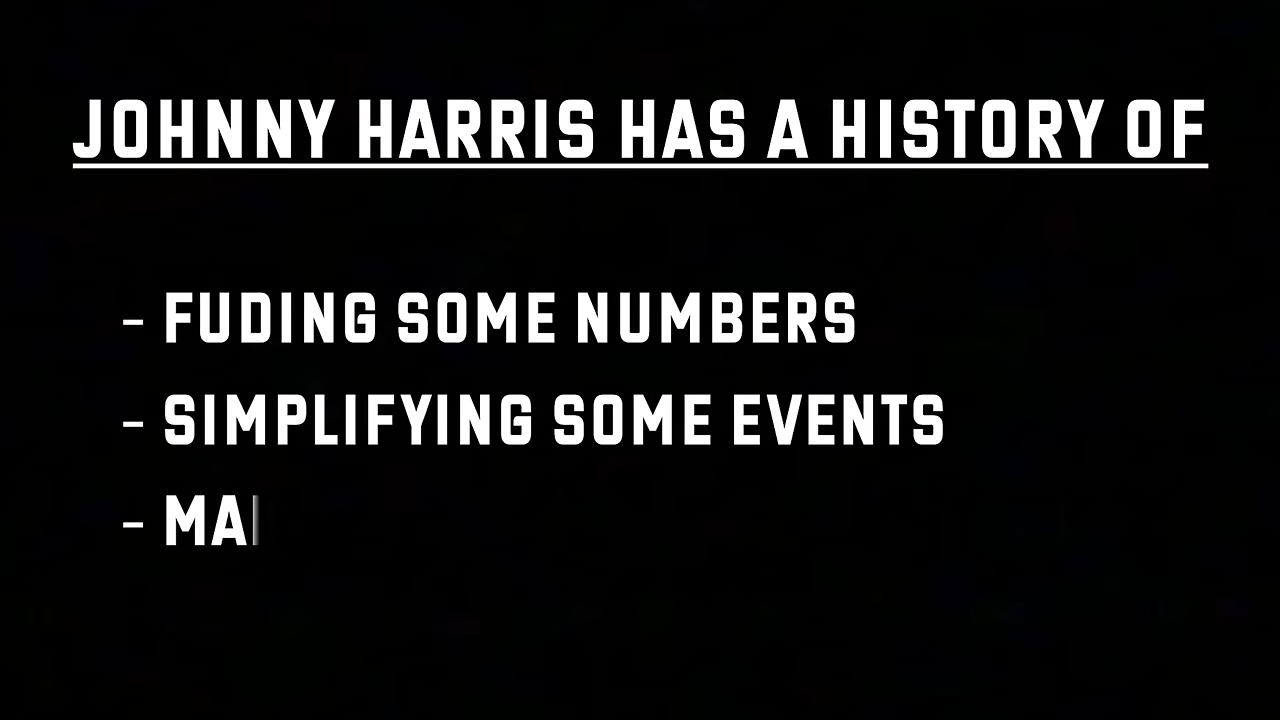 JOHNNY HARRIS HAS A HISTORY OF
- FUDING SOME NUMBERS
- SIMPLIFYING SOME EVENTS
- MA